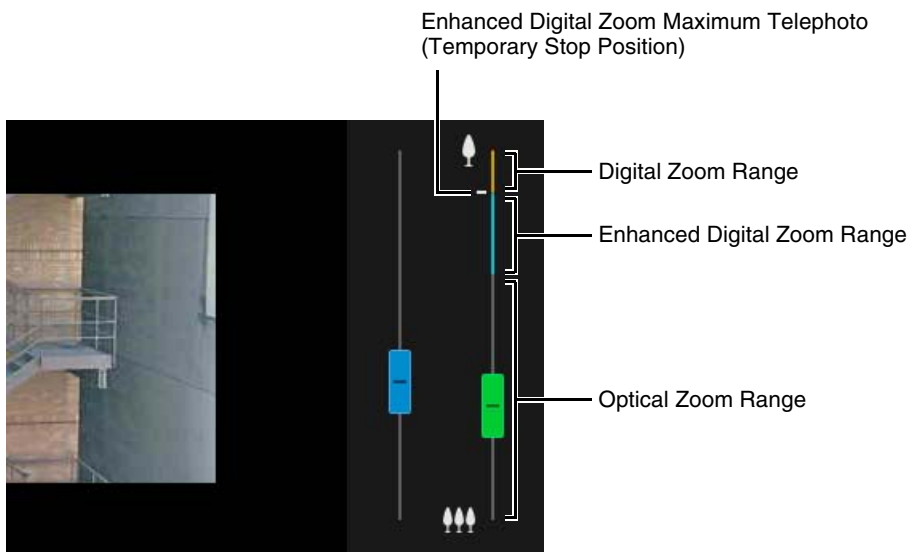 Enhanced Digital Zoom Maximum Telephoto
(Temporary Stop Position)
Digital Zoom Range
Enhanced Digital Zoom Range
Optical Zoom Range